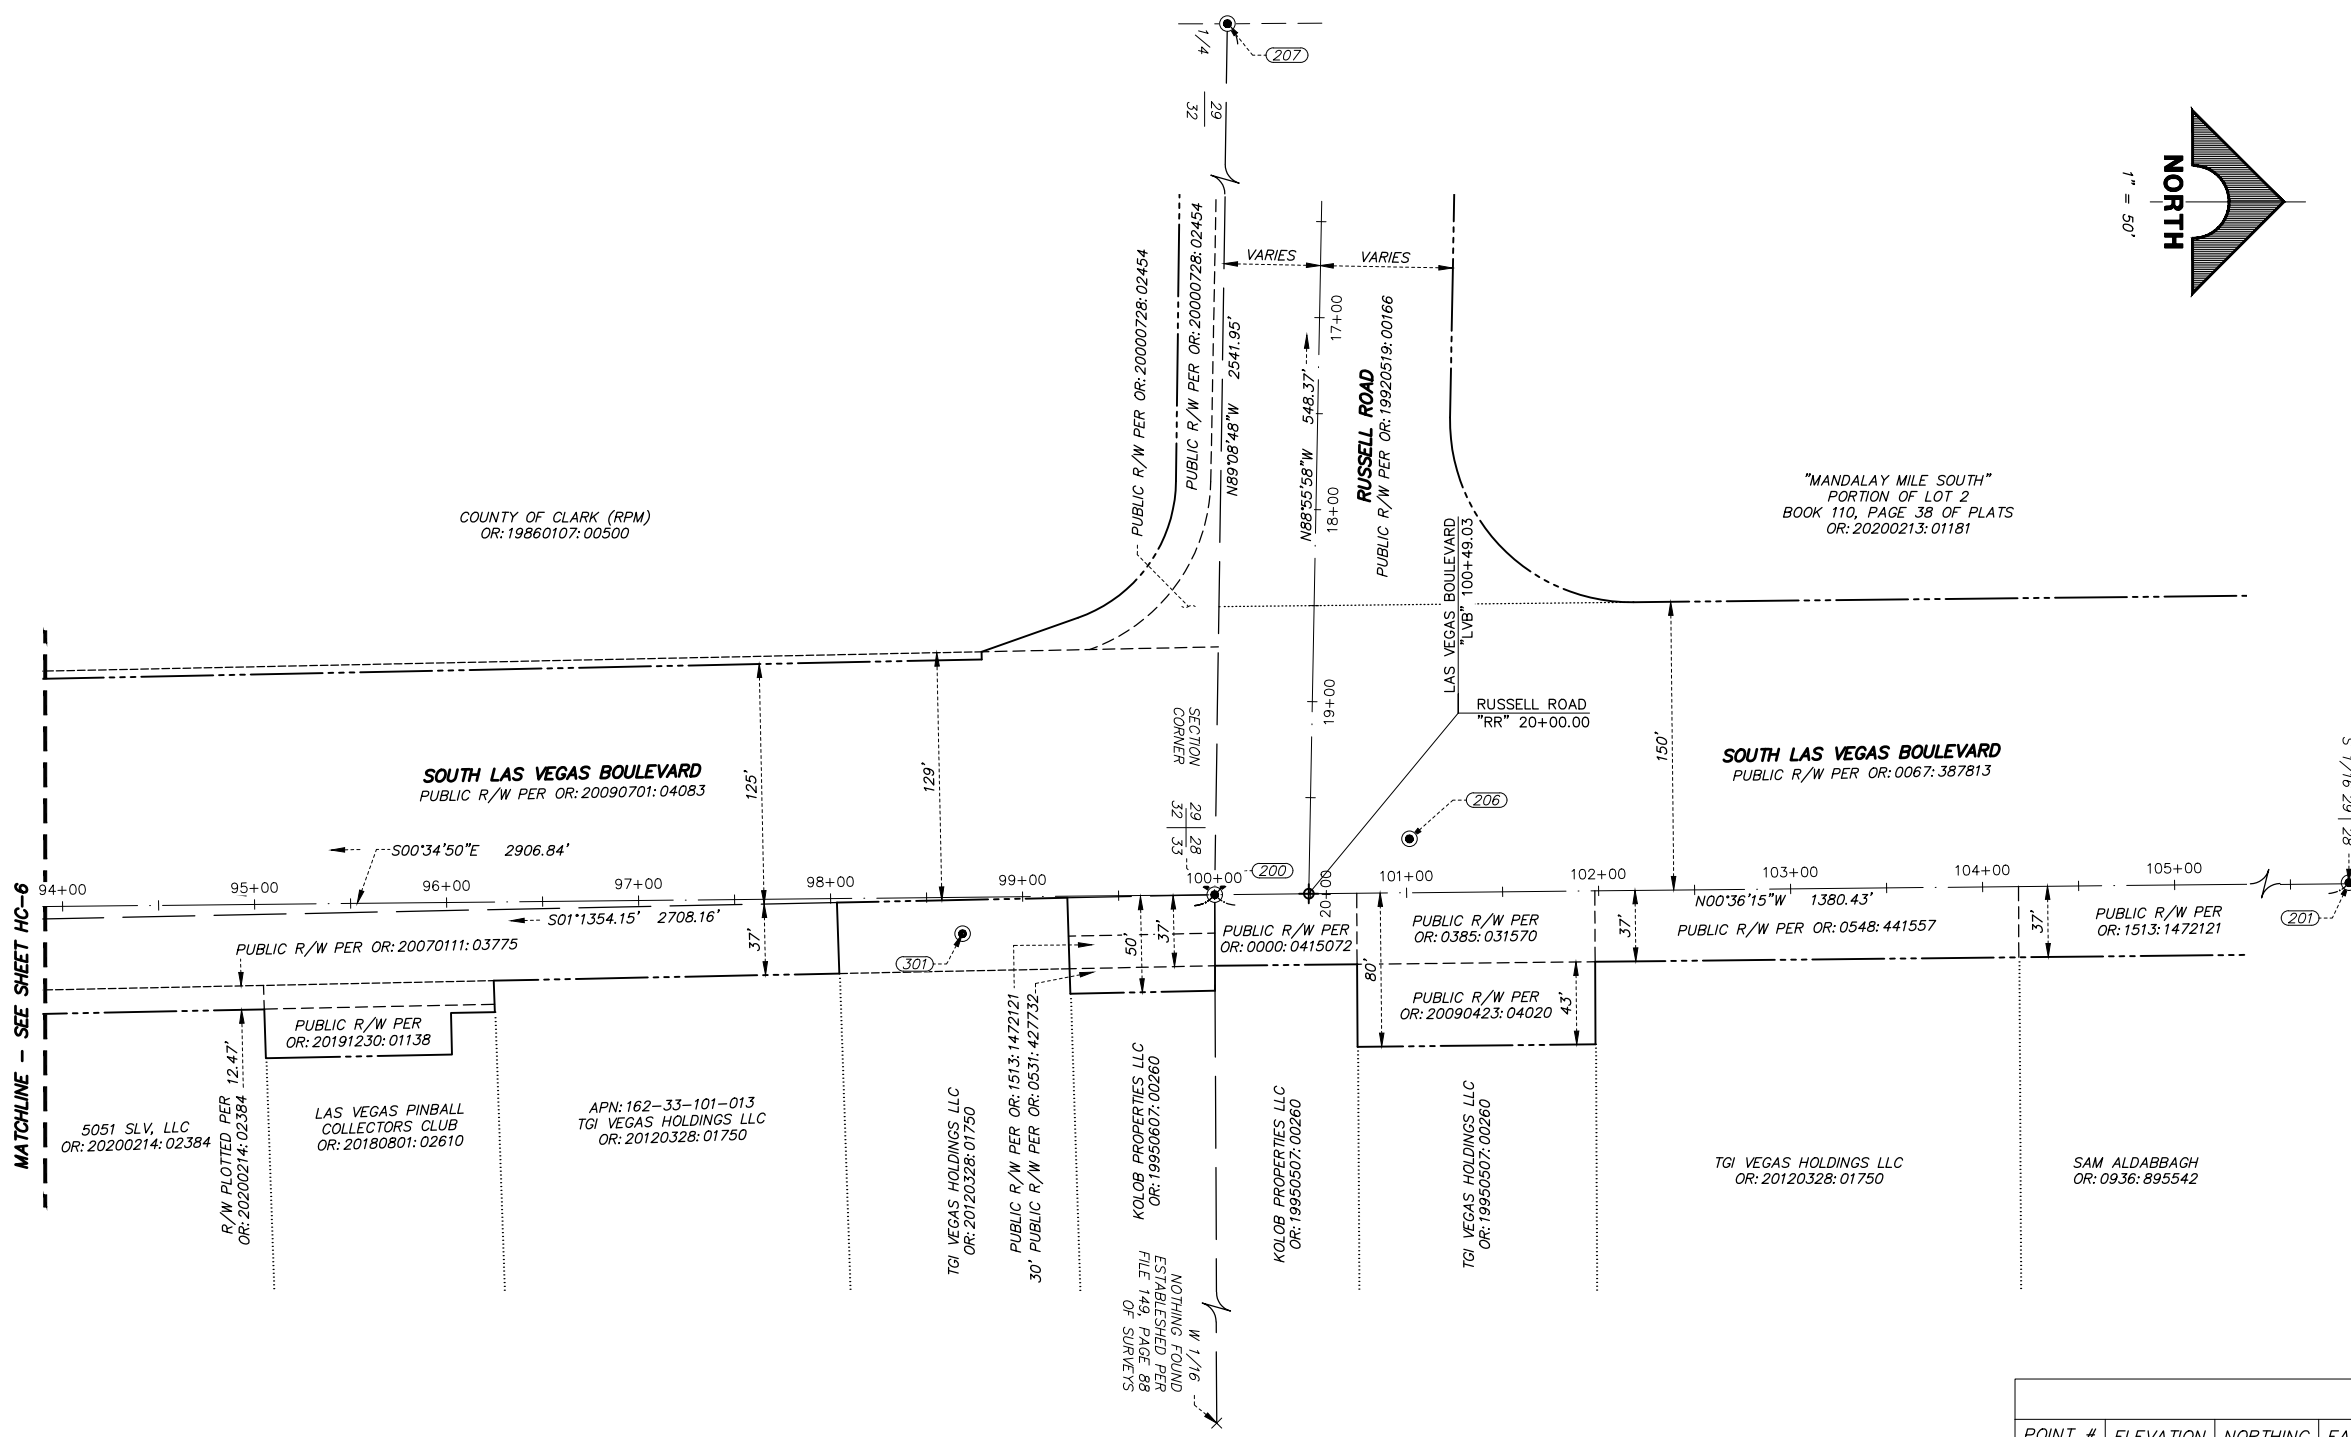 1/4
207
29
32
NORTH
1" = 50'
VARIES
VARIES
PUBLIC R/W PER OR:20000728:02454
PUBLIC R/W PER OR:20000728:02454
N89°08'48"W 2541.95'
N88°55'58"W 548.37'
17+00
18+00
19+00
20+00
RUSSELL ROAD
PUBLIC R/W PER OR:19920519:00166
LAS VEGAS BOULEVARD
"LVB" 100+49.03
RUSSELL ROAD
"RR" 20+00.00
COUNTY OF CLARK (RPM)
OR:19860107:00500
"MANDALAY MILE SOUTH"
PORTION OF LOT 2
BOOK 110, PAGE 38 OF PLATS
OR:20200213:01181
SECTION
CORNER
29 28
32 33
200
206
SOUTH LAS VEGAS BOULEVARD
PUBLIC R/W PER OR:20090701:04083
125'
129'
150'
SOUTH LAS VEGAS BOULEVARD
PUBLIC R/W PER OR:0067:387813
S 1/16 29 28
201
MATCHLINE - SEE SHEET HC-6
S00°34'50"E 2906.84'
94+00
95+00
96+00
97+00
98+00
99+00
100+00
101+00
102+00
103+00
104+00
105+00
S01°1354.15' 2708.16'
N00°36'15"W 1380.43'
PUBLIC R/W PER OR:20070111:03775
37'
301
50'
37'
PUBLIC R/W PER
OR:0000:0415072
80'
PUBLIC R/W PER
OR:0385:031570
37'
PUBLIC R/W PER OR:0548:441557
37'
PUBLIC R/W PER
OR:1513:1472121
PUBLIC R/W PER
OR:20191230:01138
PUBLIC R/W PER
OR:20090423:04020
43'
R/W PLOTTED PER 12.47'
OR:20200214:02384
5051 SLV, LLC
OR:20200214:02384
LAS VEGAS PINBALL
COLLECTORS CLUB
OR:20180801:02610
APN:162-33-101-013
TGI VEGAS HOLDINGS LLC
OR:20120328:01750
TGI VEGAS HOLDINGS LLC
OR:20120328:01750
PUBLIC R/W PER OR:1513:1472121
30' PUBLIC R/W PER OR:0531:427732
KOLOB PROPERTIES LLC
OR:19950607:00260
KOLOB PROPERTIES LLC
OR:19950507:00260
TGI VEGAS HOLDINGS LLC
OR:19950507:00260
TGI VEGAS HOLDINGS LLC
OR:20120328:01750
SAM ALDABBAGH
OR:0936:895542
W 1/16
NOTHING FOUND
ESTABLESHED PER
FILE 149, PAGE 88
OF SURVEYS
POINT # ELEVATION NORTHING EA